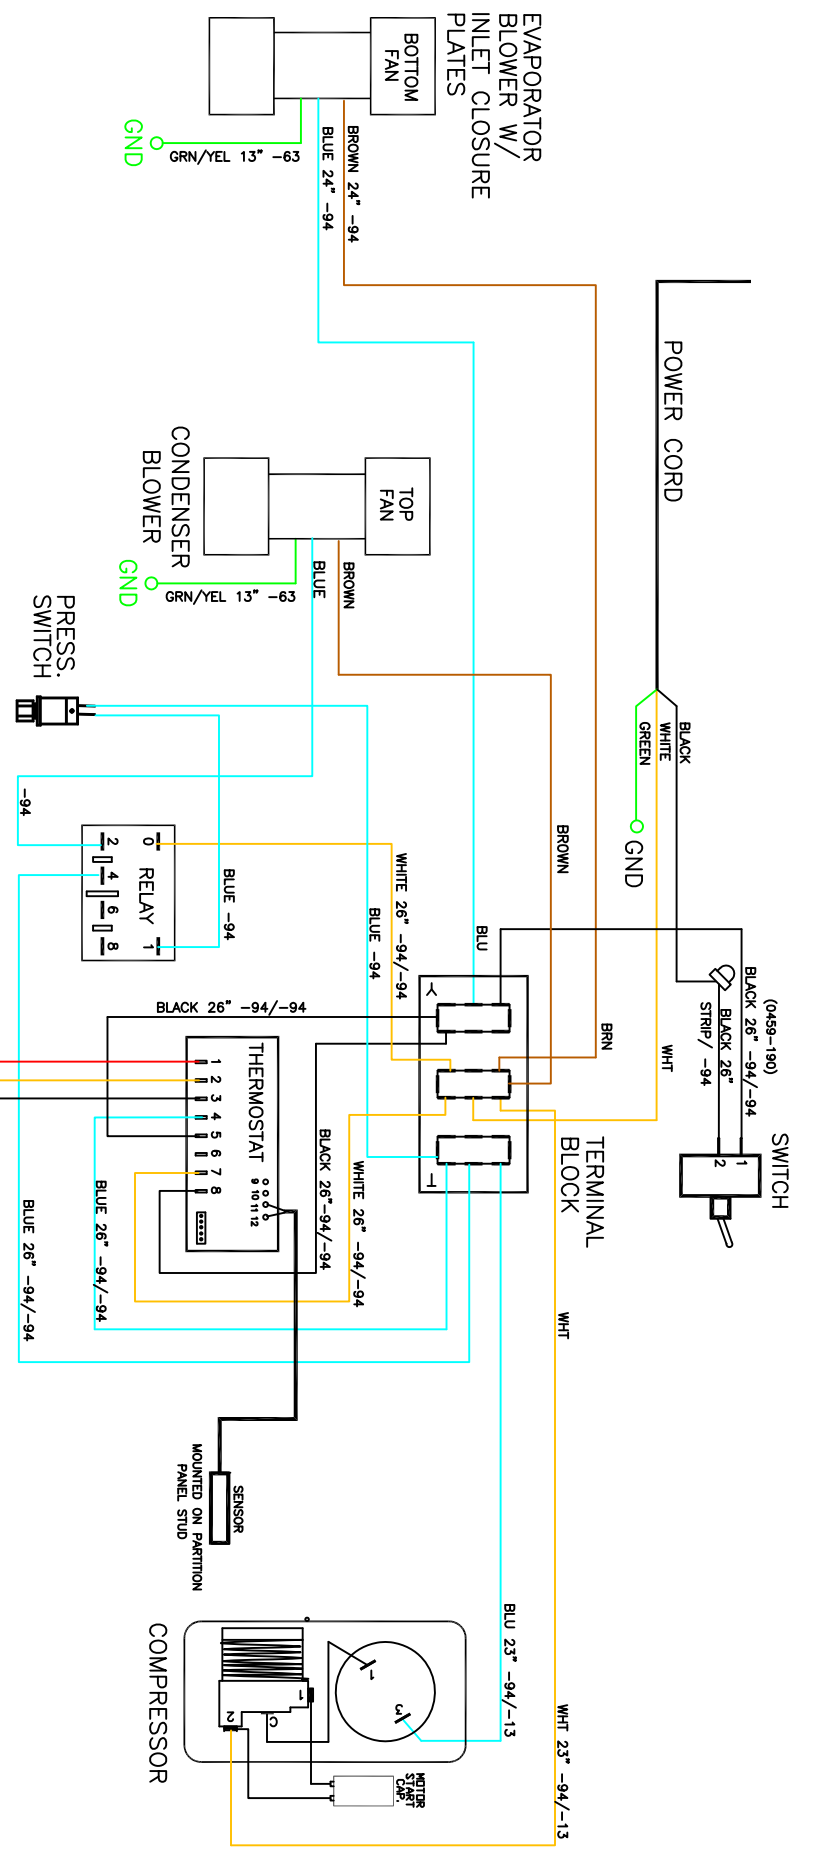 EVAPORATOR
BLOWER W/
INLET CLOSURE
PLATES
BOTTOM
FAN
GND
GRN/YEL 13" -63
BLUE 24" -94
BROWN 24" -94
POWER CORD
CONDENSER
BLOWER
TOP
FAN
GND
GRN/YEL 13" -63
BLUE
BROWN
PRESS.
SWITCH
BLACK
WHITE
GREEN
GND
-94
BLUE -94
RELAY
0
1
2
4
6
8
WHITE 26" -94/-94
BLUE -94
BROWN
BLU
BRN
WHT
(0459-190)
BLACK 26" -94/-94
BLACK 26"
STRIP/ -94
SWITCH
1
2
BLACK 26" -94/-94
THERMOSTAT
1
2
3
4
5
6
7
8
9 10 11 12
TERMINAL
BLOCK
Y
T
BLACK 26"-94/-94
WHITE 26" -94/-94
BLUE 26" -94/-94
BLUE 26" -94/-94
WHT
SENSOR
MOUNTED ON PARTITION
PANEL STUD
COMPRESSOR
1
3
1
2
C
MOTOR
START
CAP.
BLU 23" -94/-13
WHT 23" -94/-13